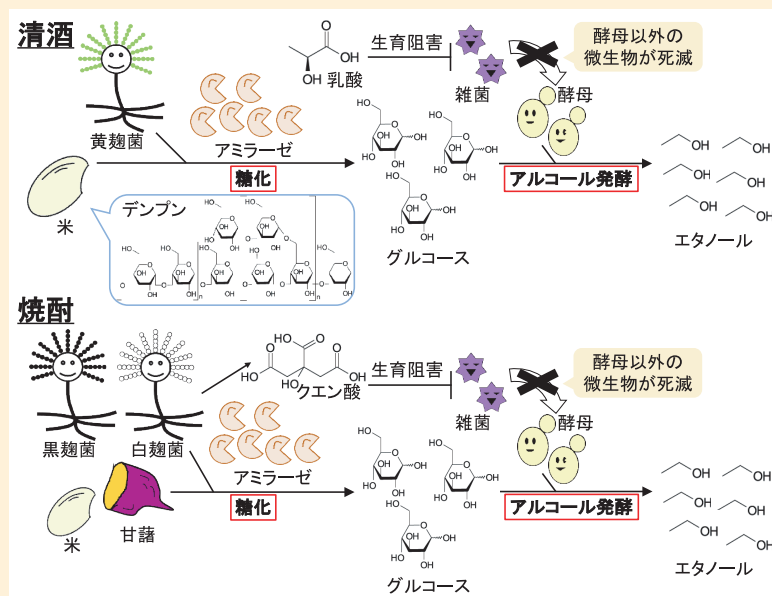 清酒
OH
O
OH 乳酸
生育阻害
雑菌
酵母以外の
微生物が死滅
酵母
黄麹菌
アミラーゼ
糖化
アルコール発酵
米
デンプン
グルコース
エタノール
焼酎
HO
O
OH
クエン酸
生育阻害
雑菌
酵母以外の
微生物が死滅
酵母
黒麹菌
白麹菌
アミラーゼ
糖化
アルコール発酵
米
甘藷
グルコース
エタノール